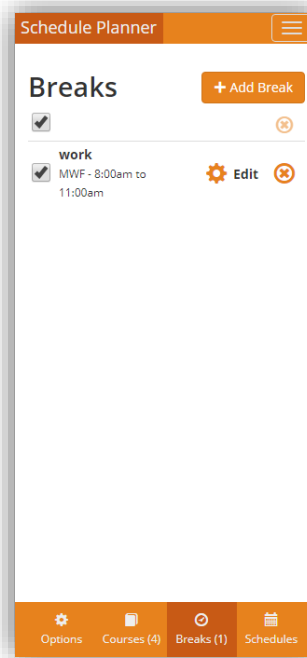 Schedule Planner
Breaks
+ Add Break
work
MWF - 8:00am to
11:00am
Edit
Options
Courses (4)
Breaks (1)
Schedules